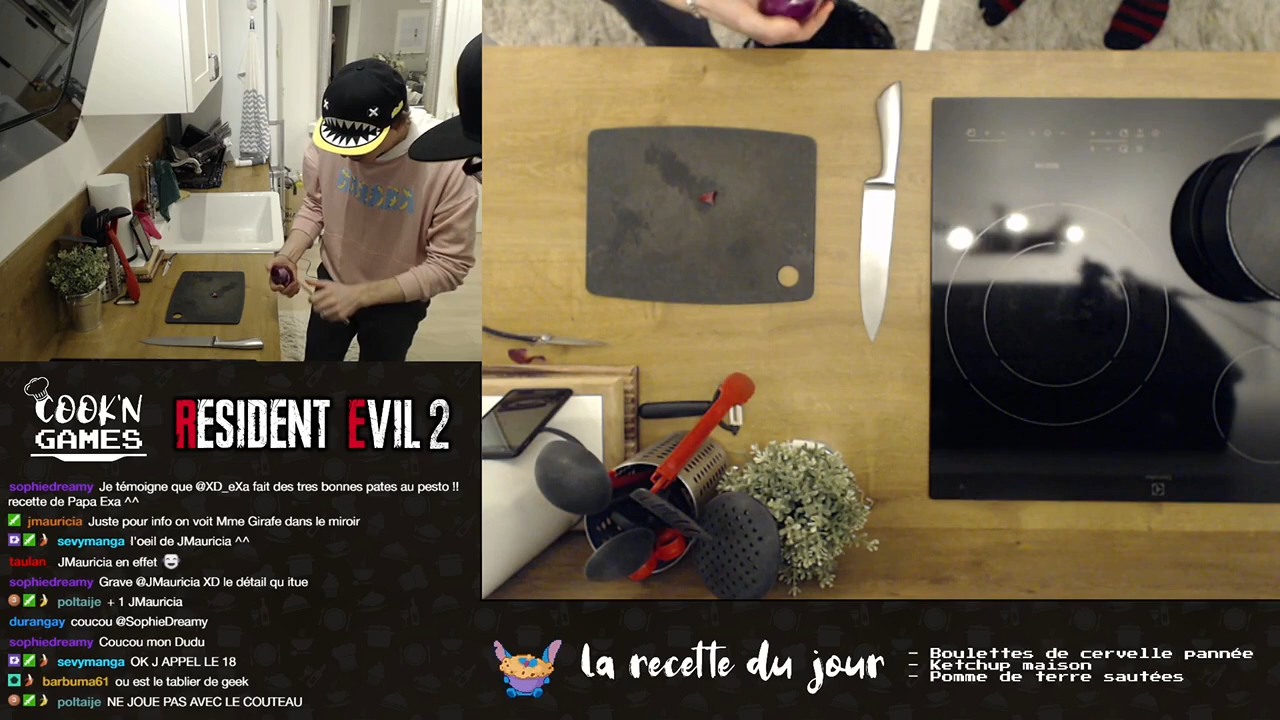 COOK'N
GAMES
RESIDENT EVIL 2
sophiedreamy Je témoigne que @XD_eXa fait des tres bonnes pates au pesto !!
recette de Papa Exa ^^
jmauricia Juste pour info on voit Mme Girafe dans le miroir
sevymanga l'oeil de JMauricia ^^
taulan JMauricia en effet
sophiedreamy Grave @JMauricia XD le détail qu itue
poltaije + 1 JMauricia
durangay coucou @SophieDreamy
sophiedreamy Coucou mon Dudu
sevymanga OK J APPEL LE 18
barbuma61 ou est le tablier de geek
poltaije NE JOUE PAS AVEC LE COUTEAU
la recette du jour
- Boulettes de cervelle pannée
- Ketchup maison
- Pomme de terre sautées